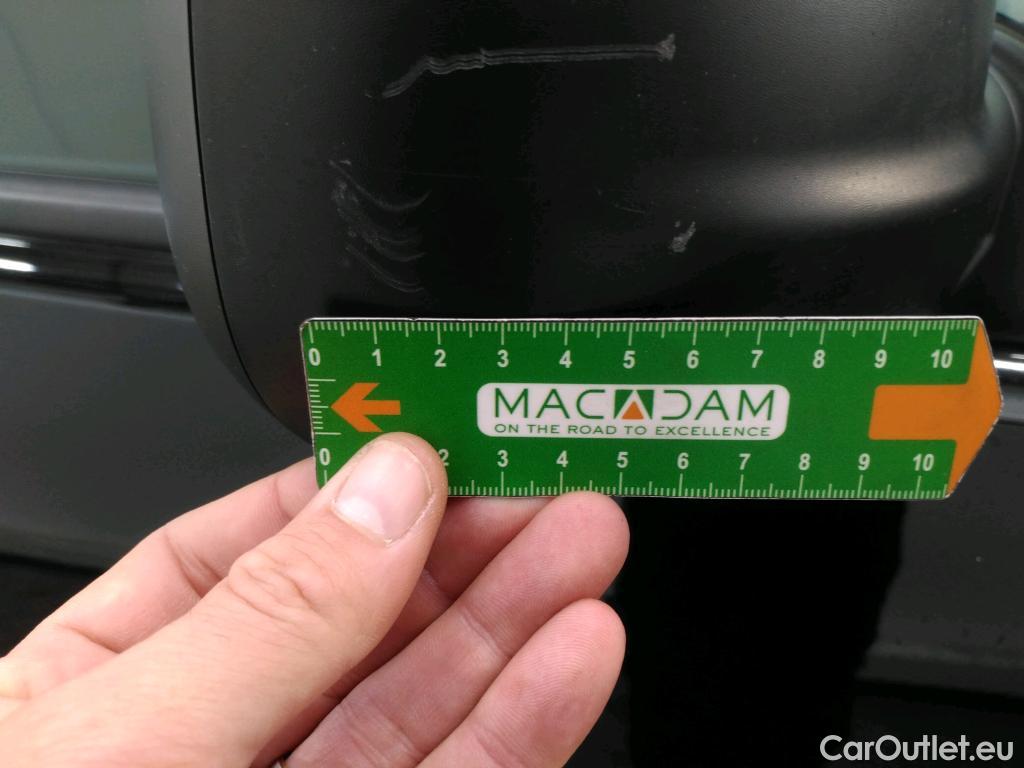 0 1 2 3 4 5 6 7 8 9 10
MACADAM
ON THE ROAD TO EXCELLENCE
0 2 3 4 5 6 7 8 9 10
CarOutlet.eu